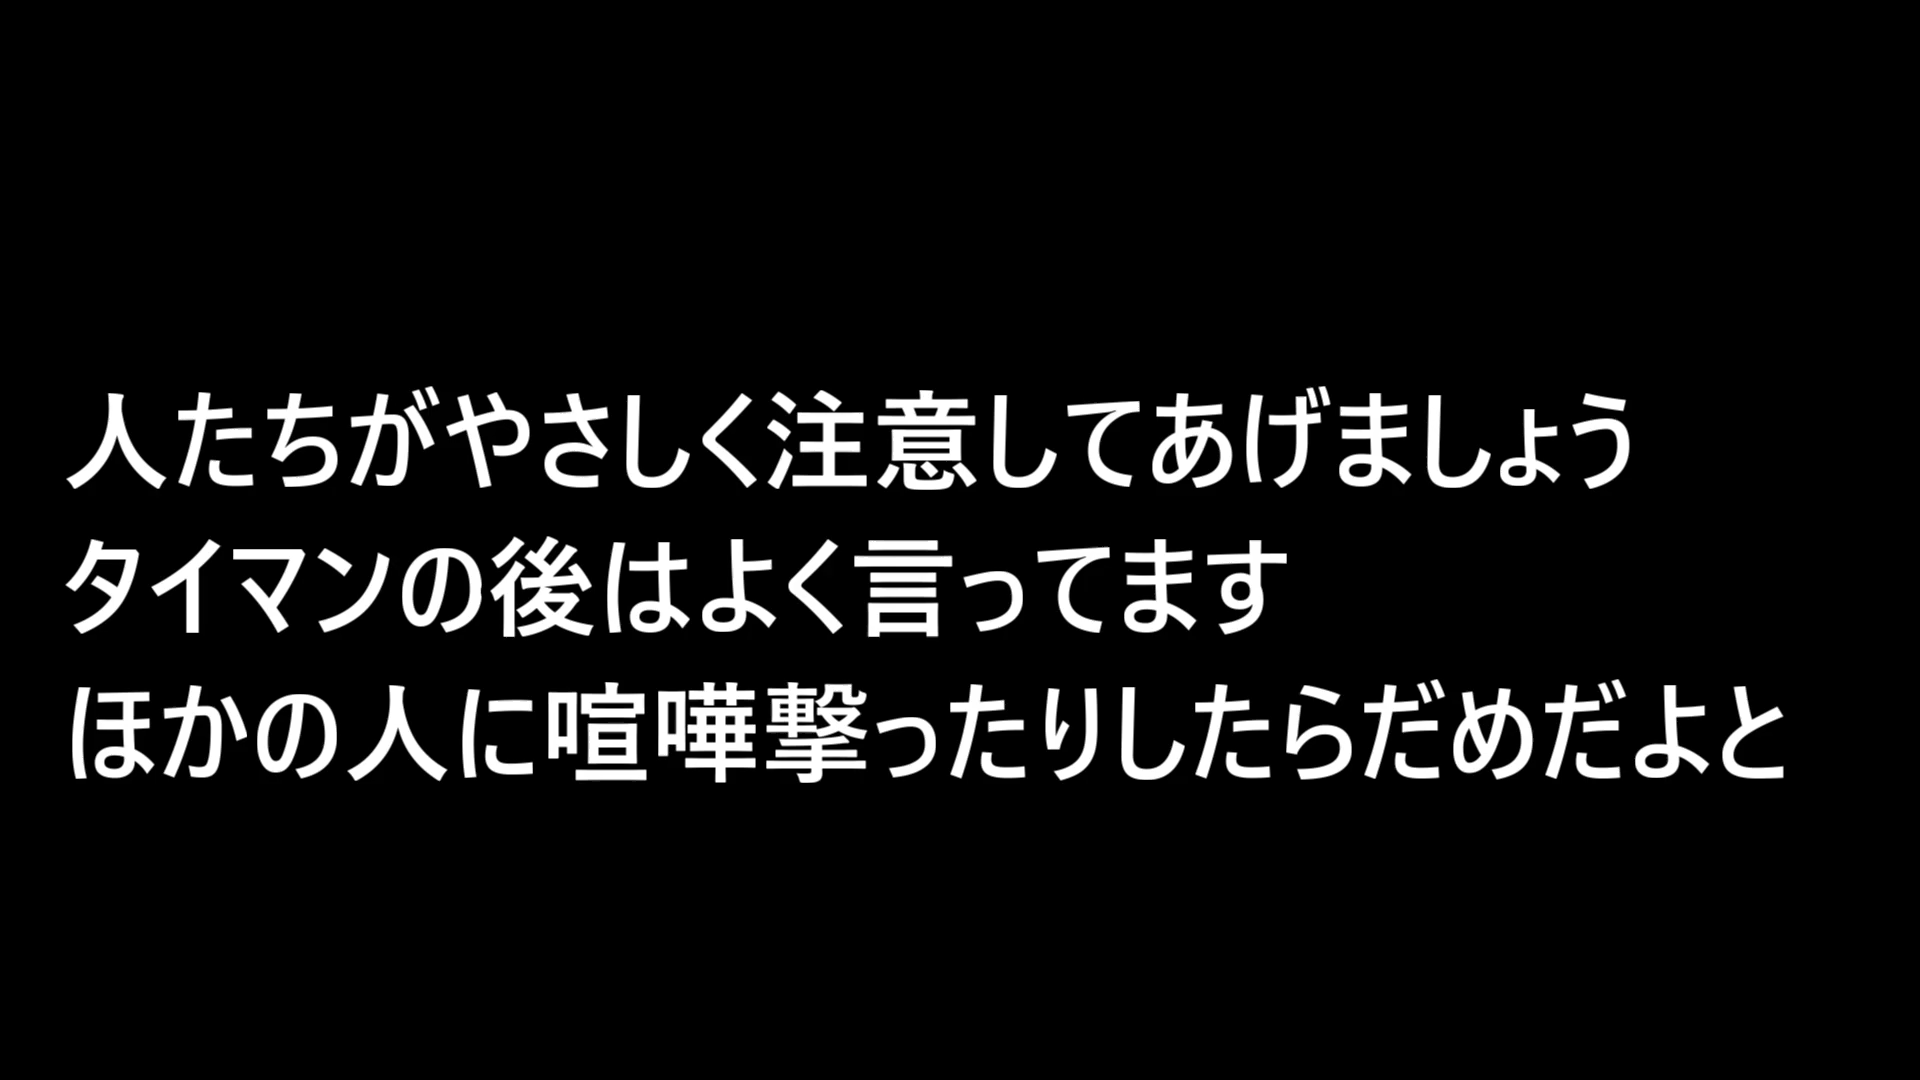 人たちがやさしく注意してあげましょう
タイマンの後はよく言ってます
ほかの人に喧嘩撃ったりしたらだめだよと